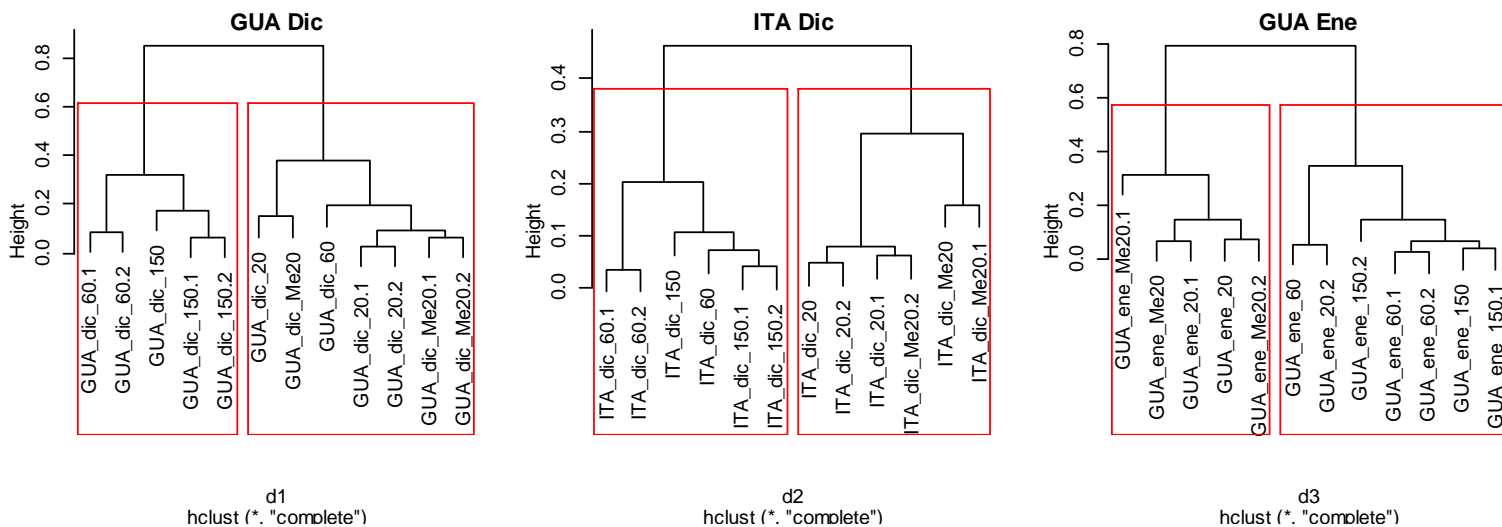 GUA Dic
Height
0.0
0.2
0.4
0.6
0.8
GUA_dic_60.1
GUA_dic_60.2
GUA_dic_150
GUA_dic_150.1
GUA_dic_150.2
GUA_dic_20
GUA_dic_Me20
GUA_dic_60
GUA_dic_20.1
GUA_dic_20.2
GUA_dic_Me20.1
GUA_dic_Me20.2
d1
hclust (*, "complete")
ITA Dic
Height
0.0
0.1
0.2
0.3
0.4
ITA_dic_60.1
ITA_dic_60.2
ITA_dic_150
ITA_dic_60
ITA_dic_150.1
ITA_dic_150.2
ITA_dic_20
ITA_dic_20.2
ITA_dic_20.1
ITA_dic_Me20.2
ITA_dic_Me20
ITA_dic_Me20.1
d2
hclust (*, "complete")
GUA Ene
Height
0.0
0.2
0.4
0.6
0.8
GUA_ene_Me20.1
GUA_ene_Me20
GUA_ene_20.1
GUA_ene_20
GUA_ene_Me20.2
GUA_ene_60
GUA_ene_20.2
GUA_ene_150.2
GUA_ene_60.1
GUA_ene_60.2
GUA_ene_150
GUA_ene_150.1
d3
hclust (*, "complete")